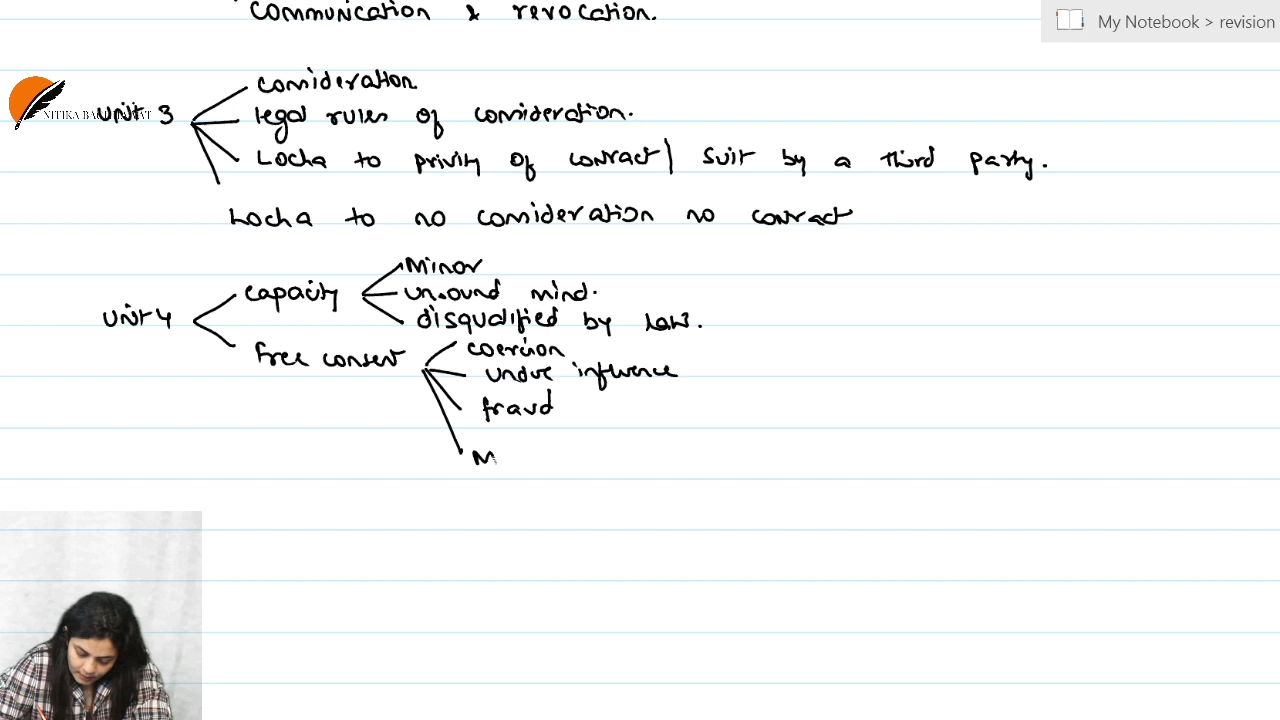 communication & revocation.
My Notebook > revision
consideration
Unit 3
legal rules of consideration.
Locha to privity of contract | suit by a third party.
Locha to no consideration no contract
Minor
capacity
unsound mind.
Unit 4
disqualified by law.
free consent
coercion
undue influence
fraud
M